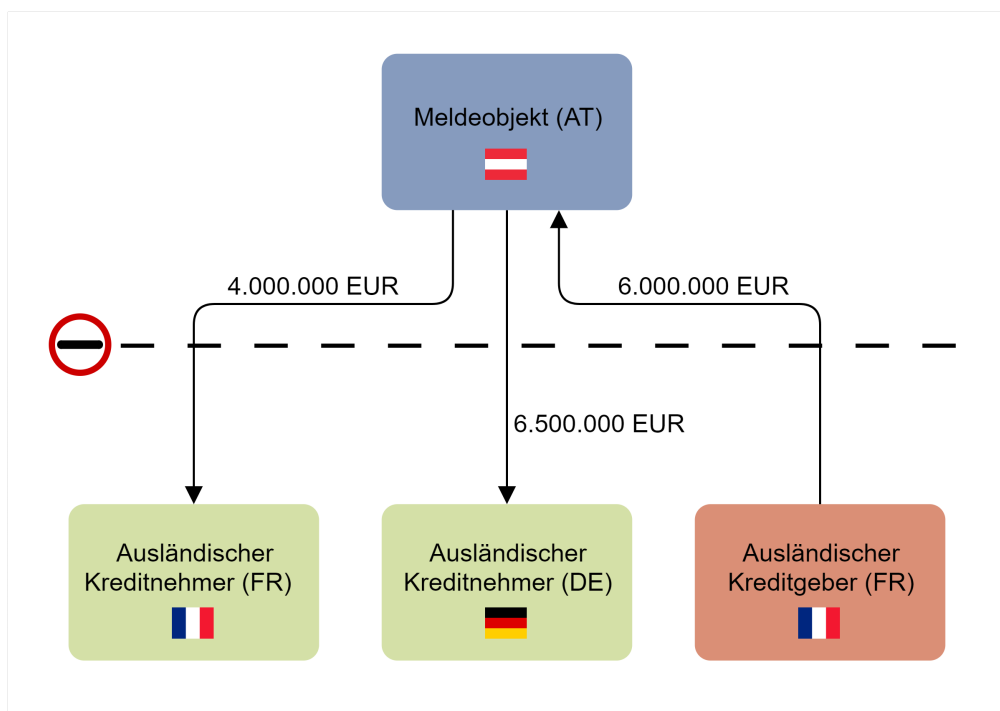 Meldeobjekt (AT)
4.000.000 EUR
6.000.000 EUR
6.500.000 EUR
Ausländischer
Kreditnehmer (FR)
Ausländischer
Kreditnehmer (DE)
Ausländischer
Kreditgeber (FR)